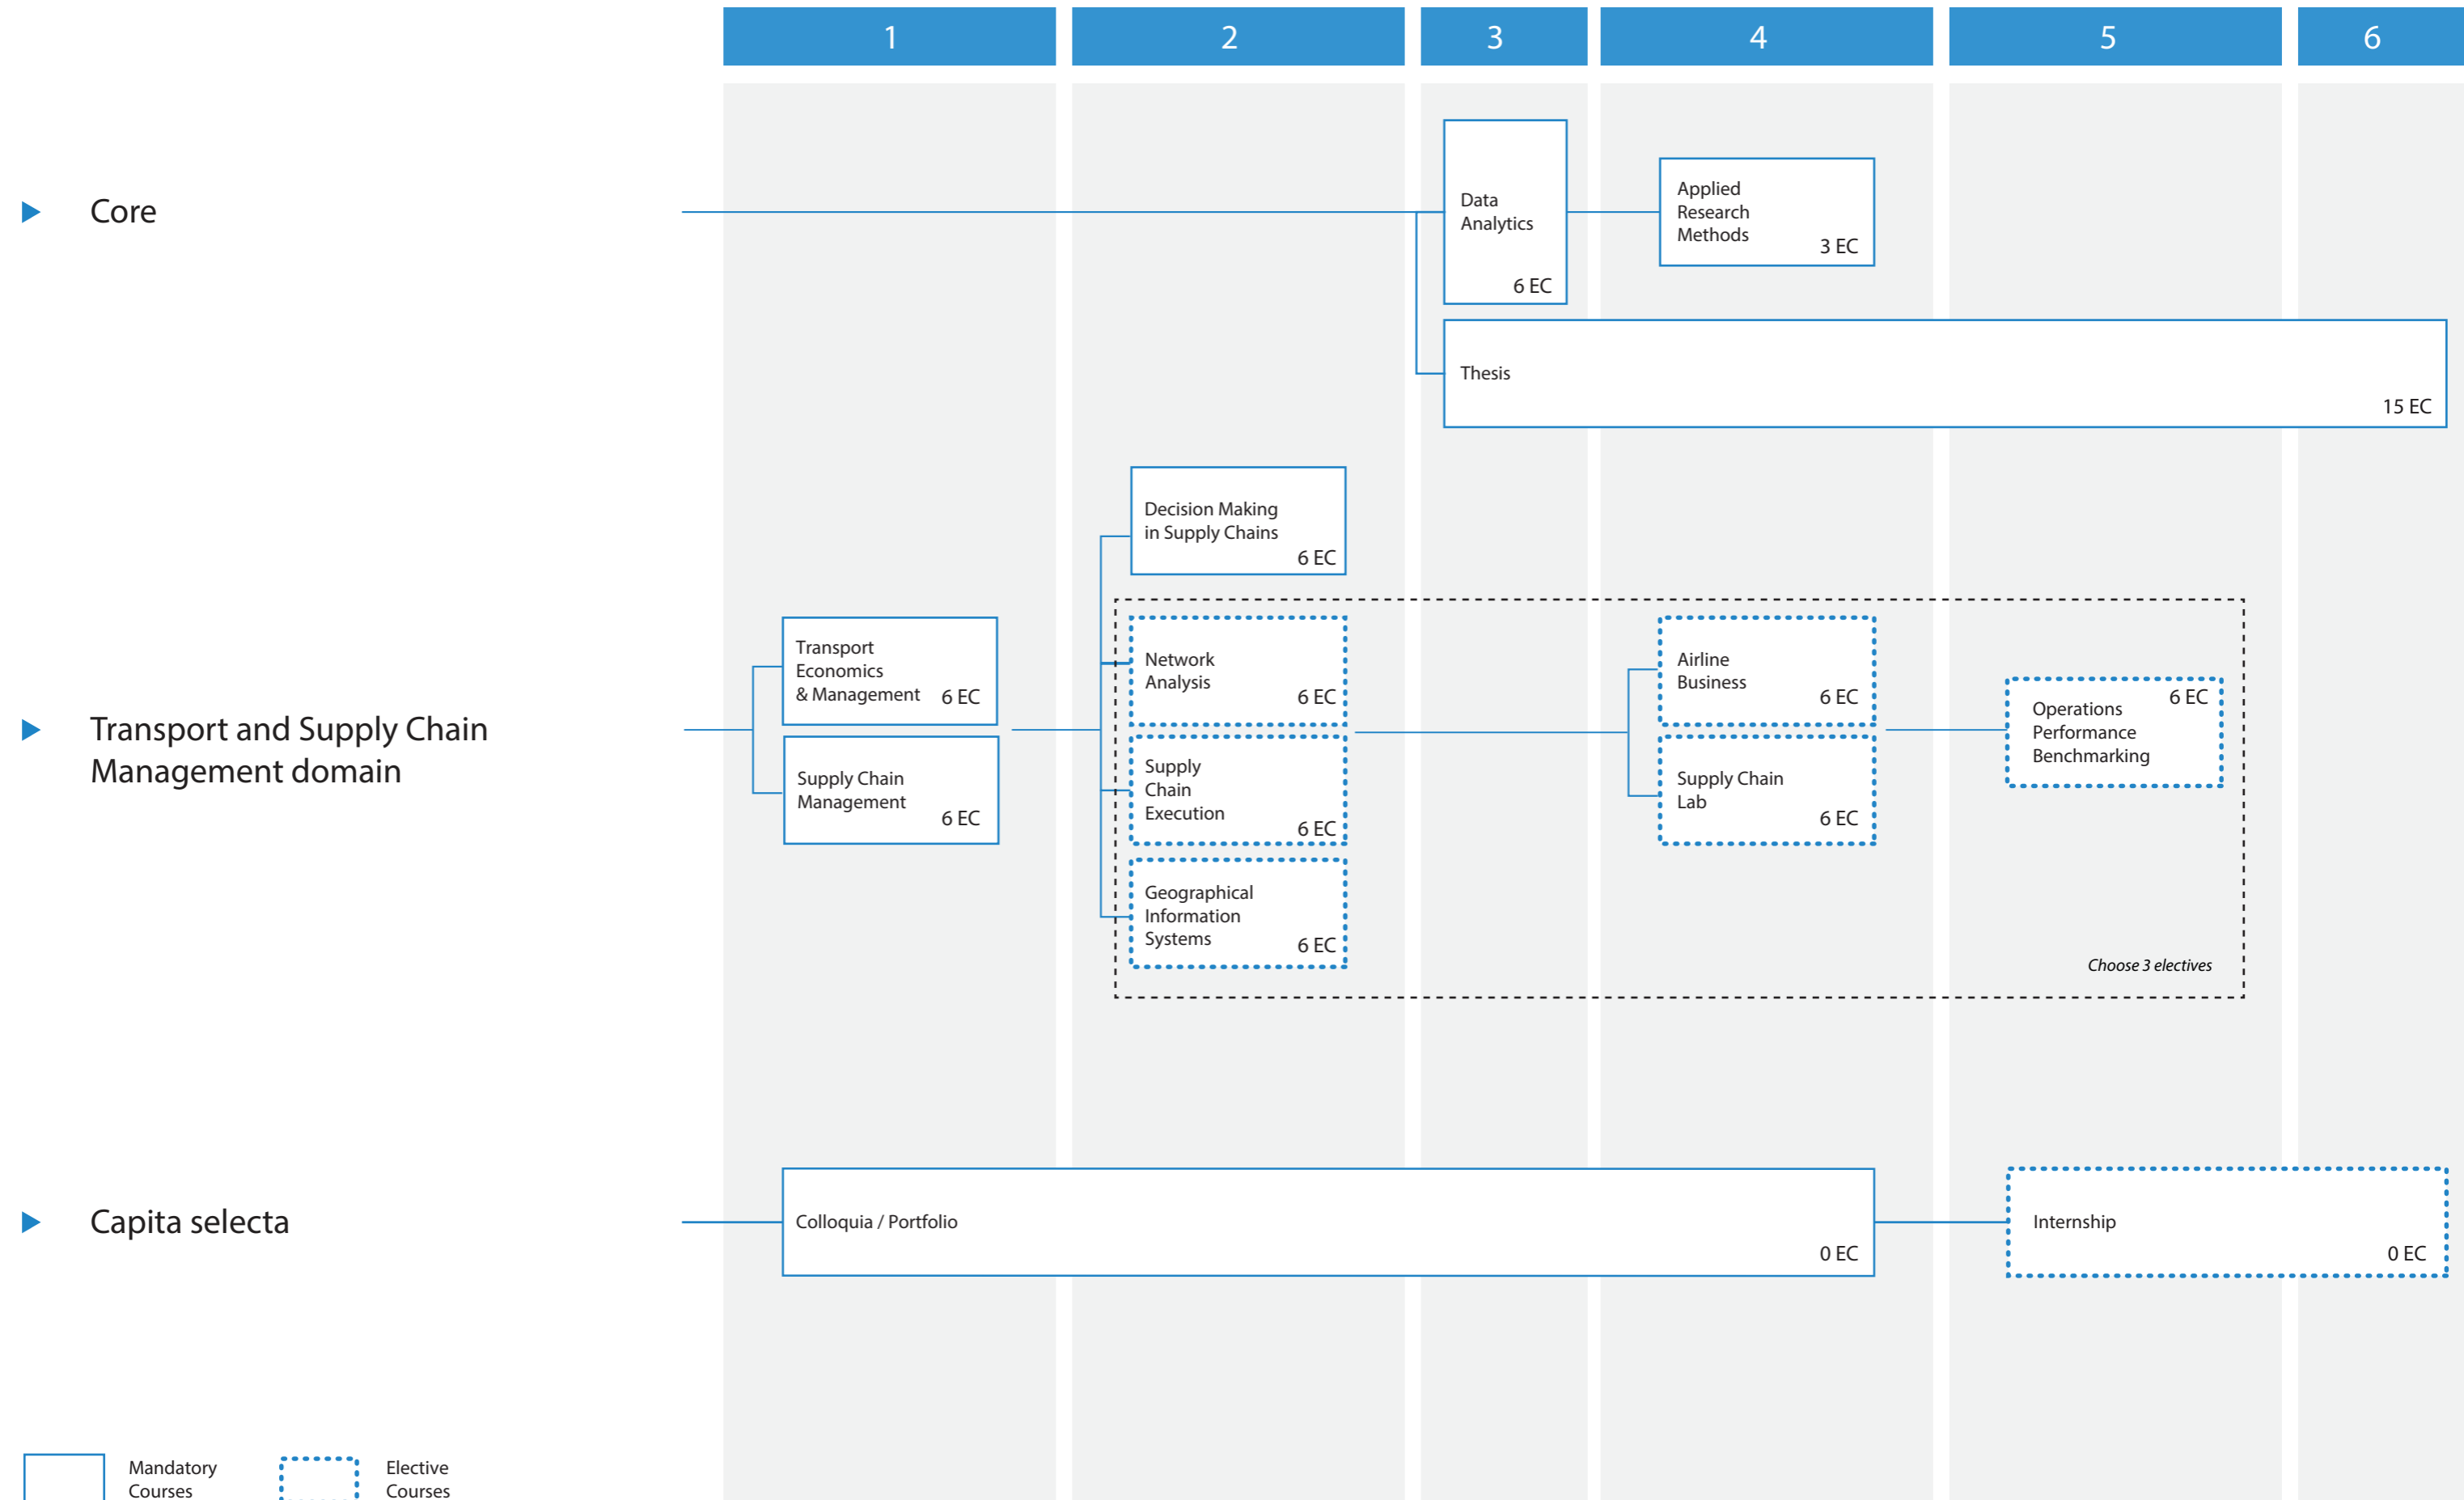 1
2
3
4
5
6
Core
Data
Analytics
6 EC
Applied
Research
Methods
3 EC
Thesis
15 EC
Transport and Supply Chain
Management domain
Transport
Economics
& Management 6 EC
Supply Chain
Management
6 EC
Decision Making
in Supply Chains
6 EC
Network
Analysis
6 EC
Supply
Chain
Execution
6 EC
Geographical
Information
Systems
6 EC
Airline
Business
6 EC
Supply Chain
Lab
6 EC
6 EC
Operations
Performance
Benchmarking
Choose 3 electives
Capita selecta
Colloquia / Portfolio
0 EC
Internship
0 EC
Mandatory
Courses
Elective
Courses